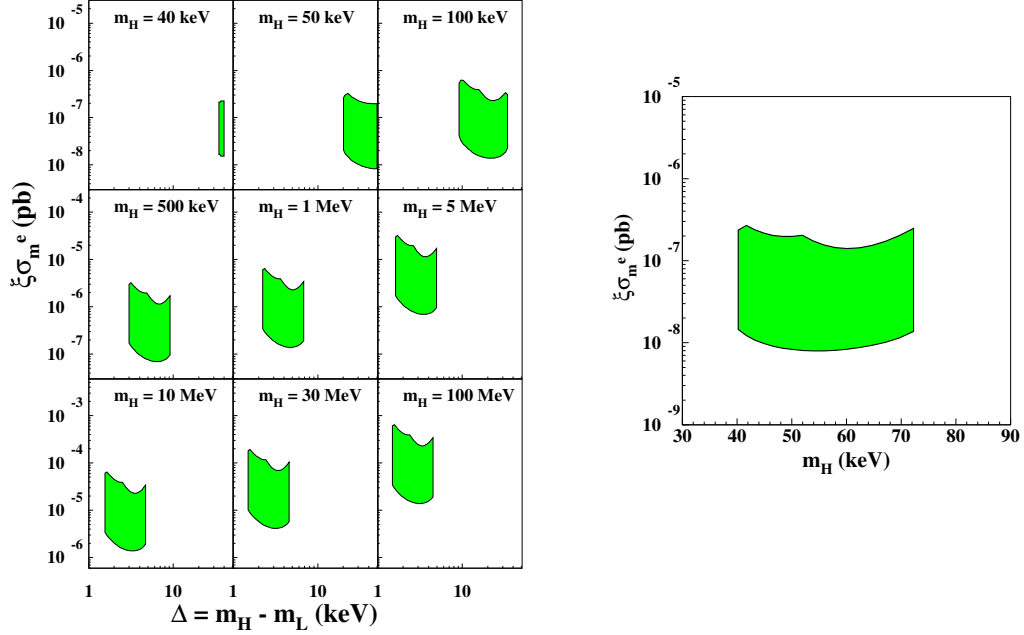 m_H = 40 keV
m_H = 50 keV
m_H = 100 keV
10^-5
10^-6
10^-7
10^-8
m_H = 500 keV
m_H = 1 MeV
m_H = 5 MeV
10^-4
10^-5
10^-6
10^-7
m_H = 10 MeV
m_H = 30 MeV
m_H = 100 MeV
10^-3
10^-4
10^-5
10^-6
1 10 1 10 1 10
ξσ_m^e (pb)
Δ = m_H - m_L (keV)
10^-5
10^-6
10^-7
10^-8
10^-9
30 40 50 60 70 80 90
ξσ_m^e (pb)
m_H (keV)